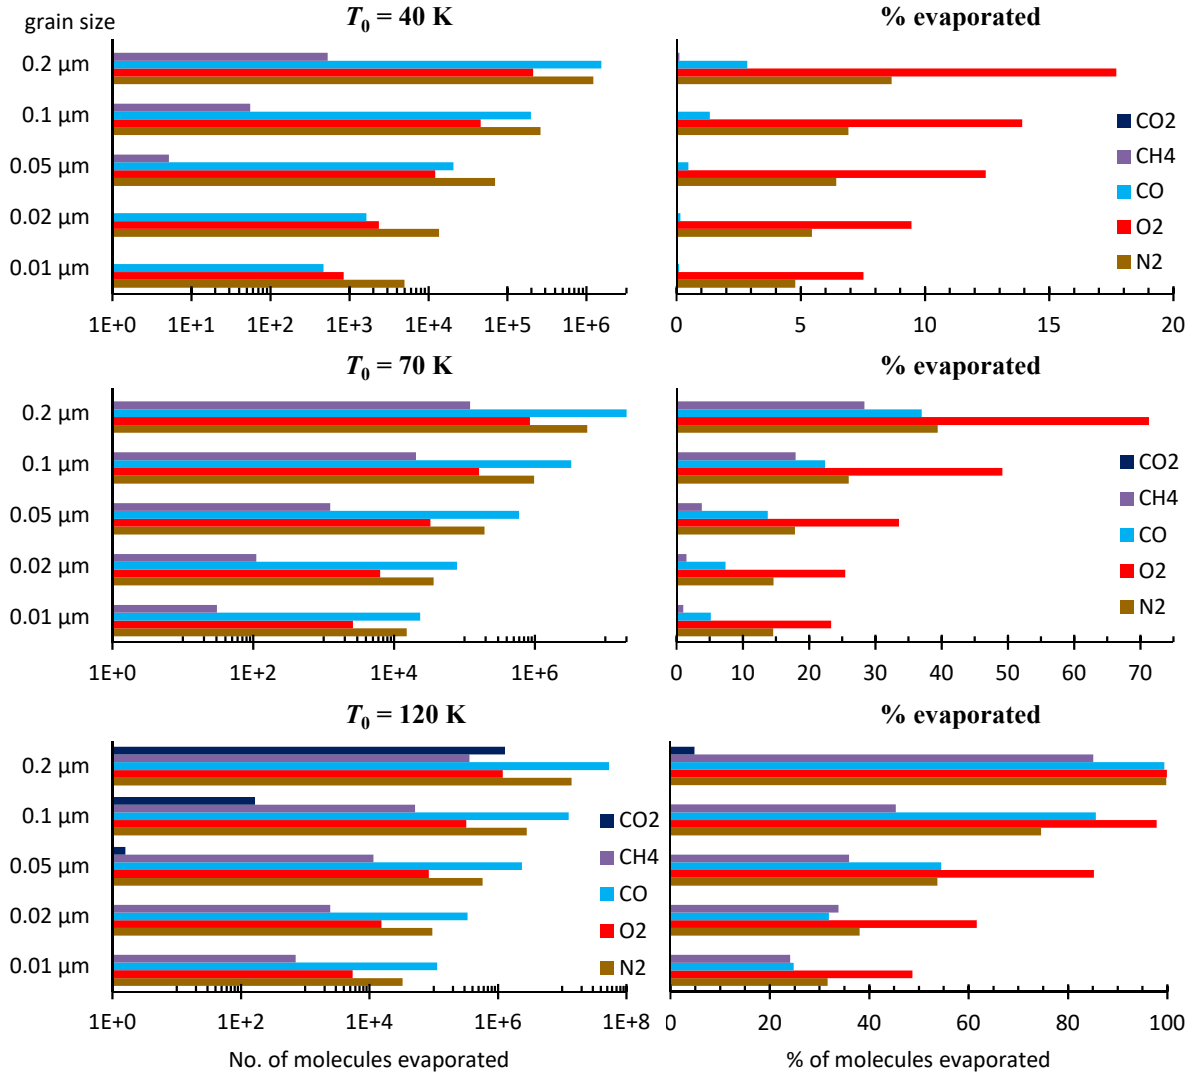 grain size
T0 = 40 K
% evaporated
0.2 µm
0.1 µm
0.05 µm
0.02 µm
0.01 µm
1E+0 1E+1 1E+2 1E+3 1E+4 1E+5 1E+6
CO2
CH4
CO
O2
N2
0 5 10 15 20
T0 = 70 K
% evaporated
0.2 µm
0.1 µm
0.05 µm
0.02 µm
0.01 µm
1E+0 1E+2 1E+4 1E+6
CO2
CH4
CO
O2
N2
0 10 20 30 40 50 60 70
T0 = 120 K
% evaporated
0.2 µm
0.1 µm
0.05 µm
0.02 µm
0.01 µm
CO2
CH4
CO
O2
N2
1E+0 1E+2 1E+4 1E+6 1E+8
0 20 40 60 80 100
No. of molecules evaporated
% of molecules evaporated